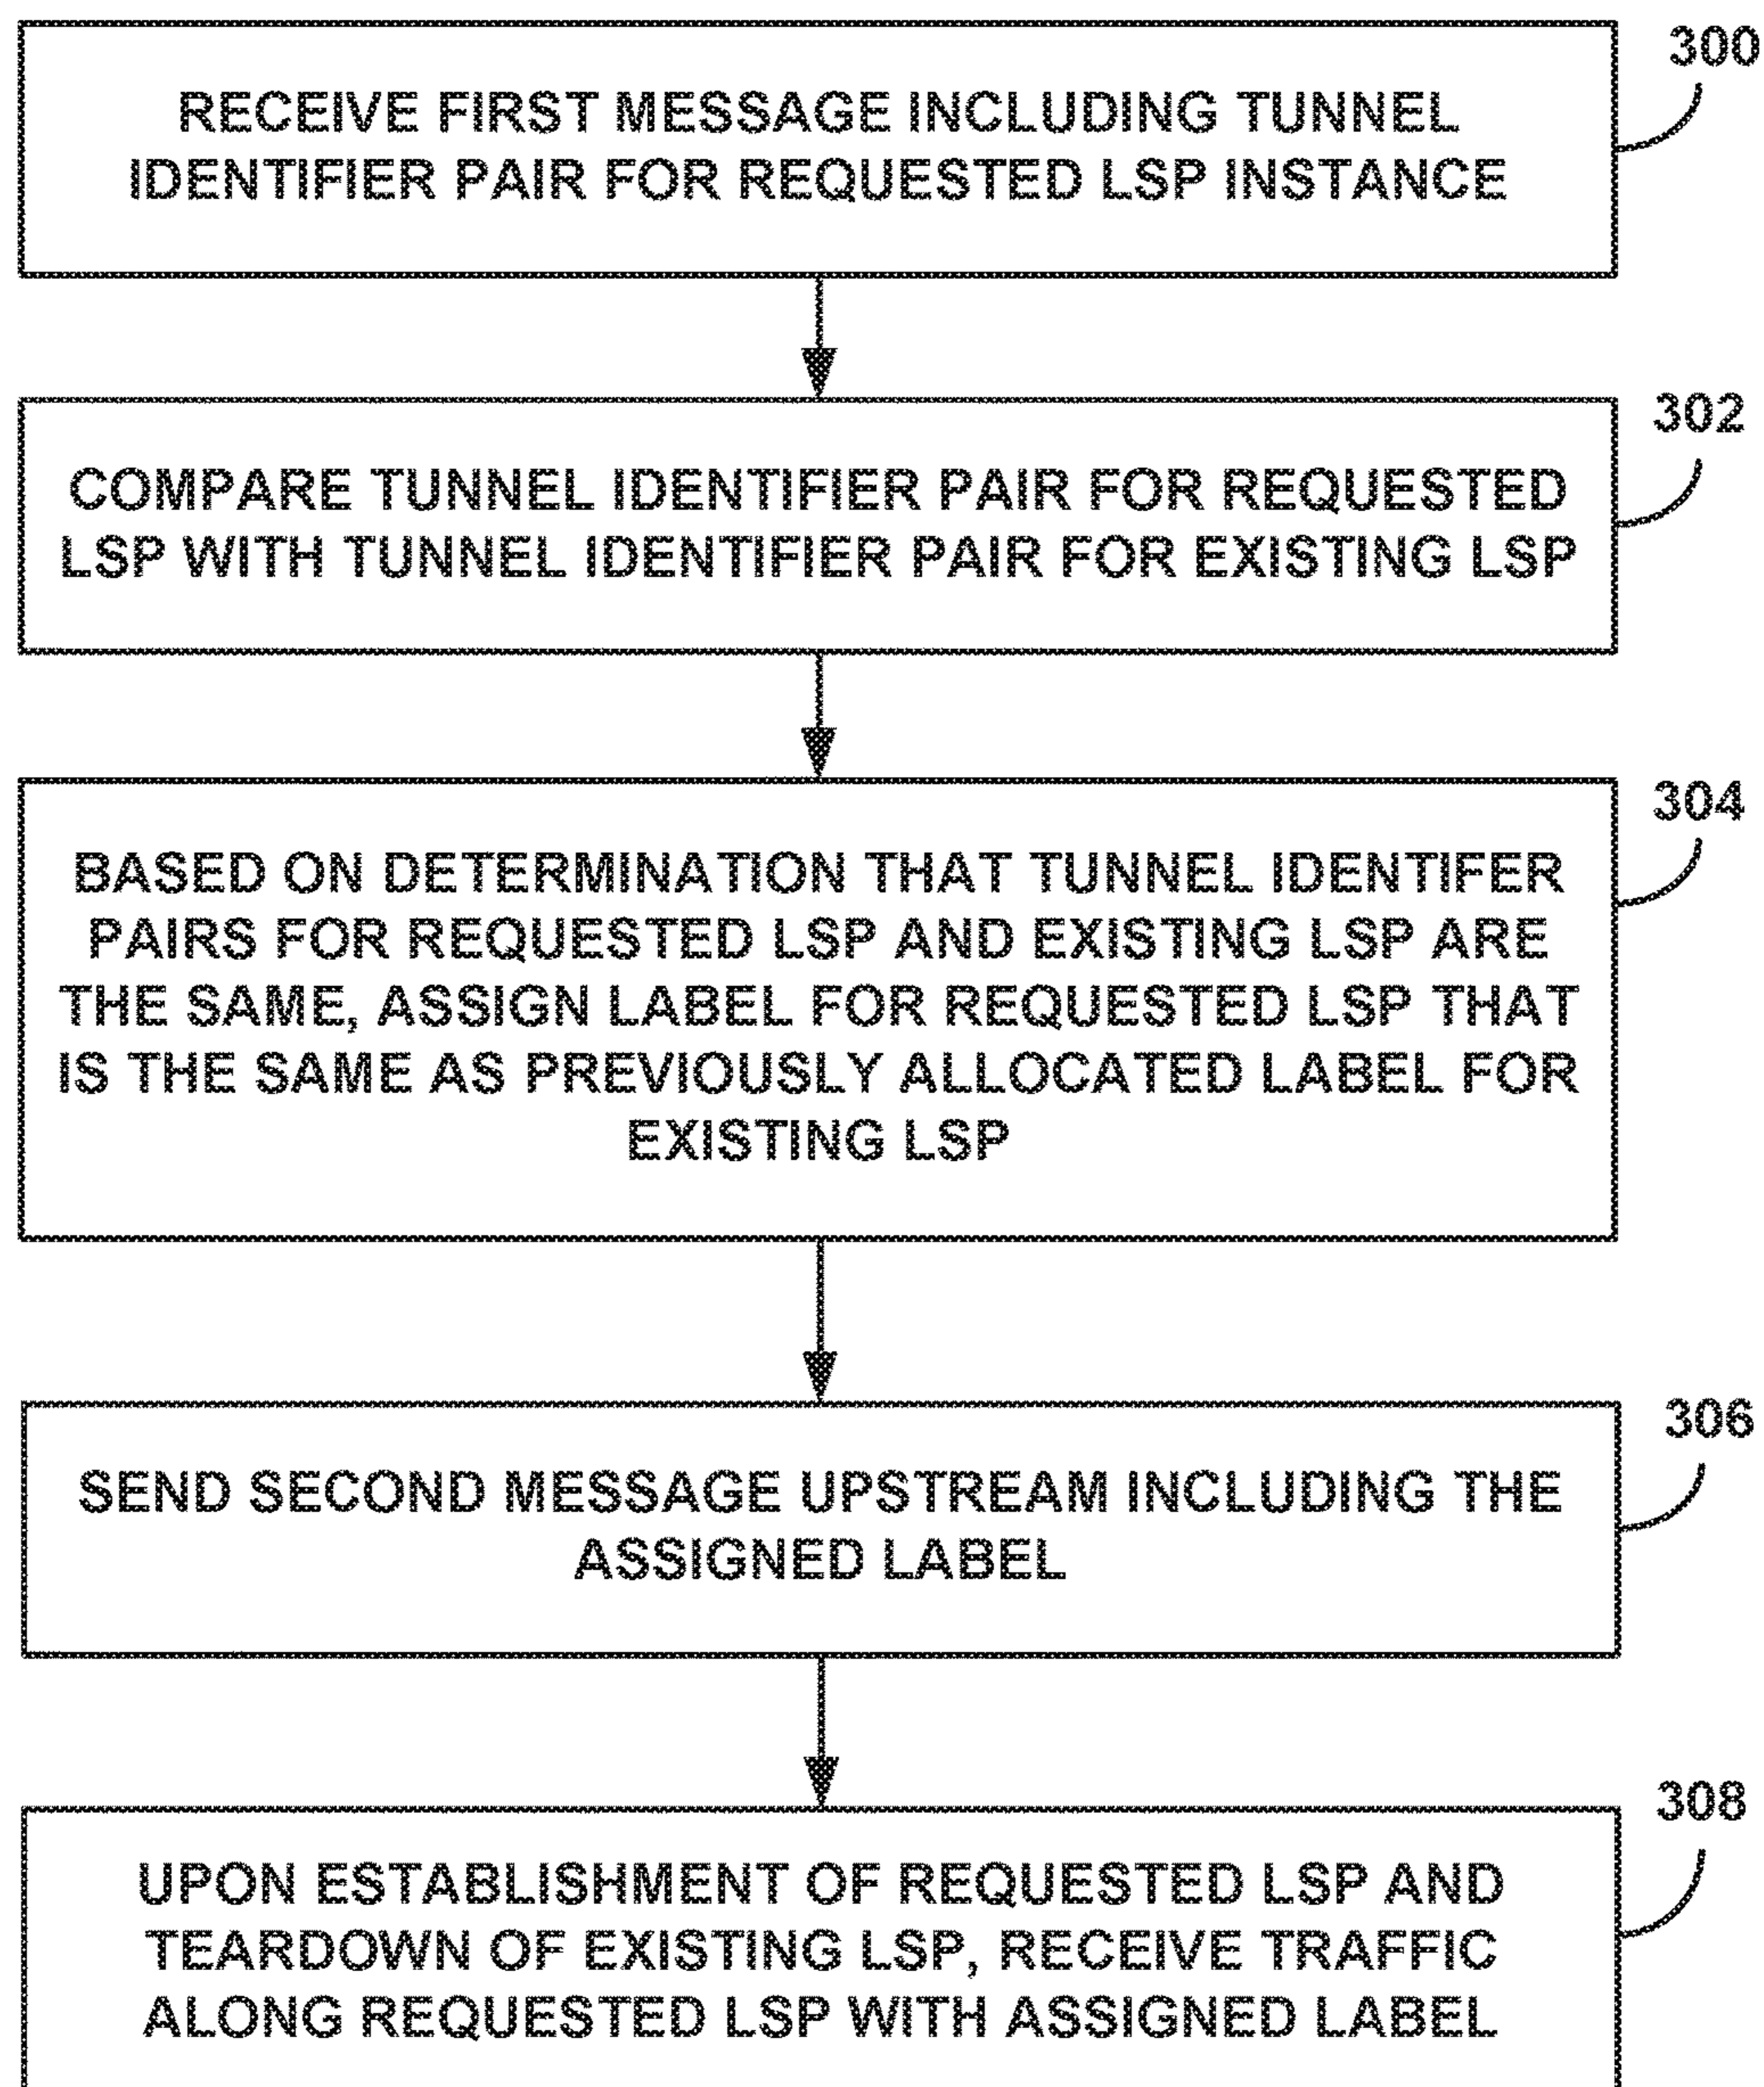 300
RECEIVE FIRST MESSAGE INCLUDING TUNNEL
IDENTIFIER PAIR FOR REQUESTED LSP INSTANCE
302
COMPARE TUNNEL IDENTIFIER PAIR FOR REQUESTED
LSP WITH TUNNEL IDENTIFIER PAIR FOR EXISTING LSP
304
BASED ON DETERMINATION THAT TUNNEL IDENTIFER
PAIRS FOR REQUESTED LSP AND EXISTING LSP ARE
THE SAME, ASSIGN LABEL FOR REQUESTED LSP THAT
IS THE SAME AS PREVIOUSLY ALLOCATED LABEL FOR
EXISTING LSP
306
SEND SECOND MESSAGE UPSTREAM INCLUDING THE
ASSIGNED LABEL
308
UPON ESTABLISHMENT OF REQUESTED LSP AND
TEARDOWN OF EXISTING LSP, RECEIVE TRAFFIC
ALONG REQUESTED LSP WITH ASSIGNED LABEL